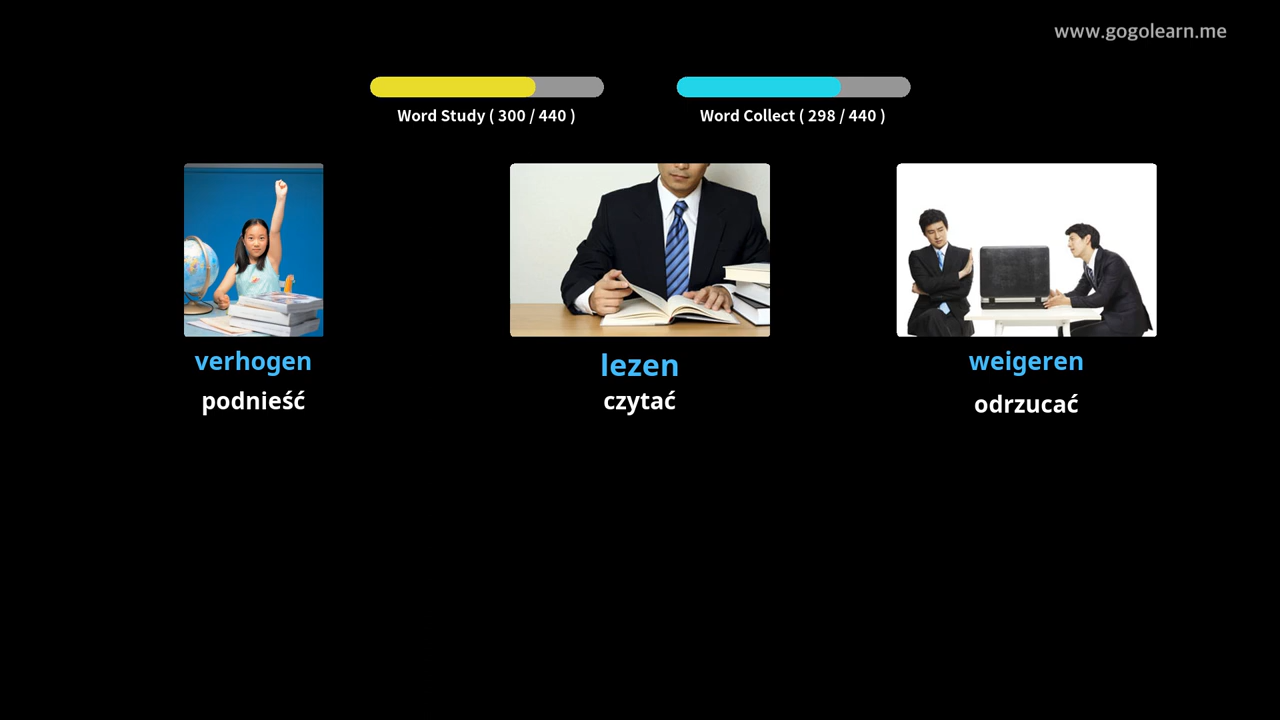 www.gogolearn.me
Word Study ( 300 / 440 )
Word Collect ( 298 / 440 )
verhogen
podnieść
lezen
czytać
weigeren
odrzucać